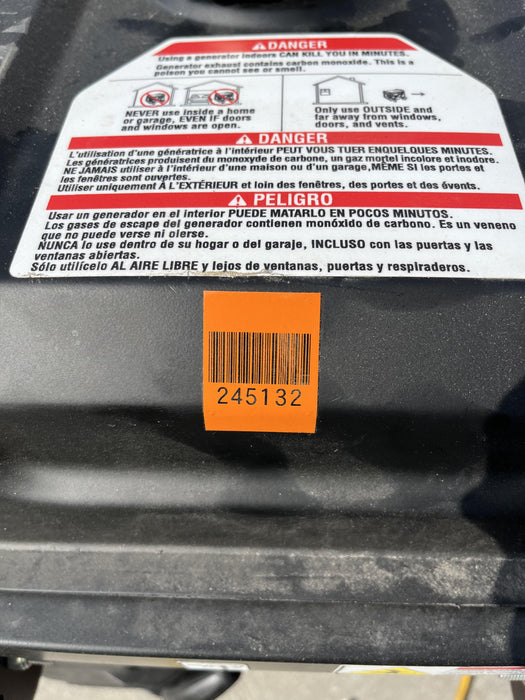 DANGER
Using a generator indoors CAN KILL YOU IN MINUTES.
Generator exhaust contains carbon monoxide. This is a
poison you cannot see or smell.
NEVER use inside a home
or garage, EVEN IF doors
and windows are open.
Only use OUTSIDE and
far away from windows,
doors, and vents.
DANGER
L'utilisation d'une génératrice à l'intérieur PEUT VOUS TUER ENQUELQUES MINUTES.
Les génératrices produisent du monoxyde de carbone, un gaz mortel incolore et inodore.
NE JAMAIS utiliser à l'intérieur d'une maison ou d'un garage,MÊME SI les portes et
les fenêtres sont ouvertes.
Utiliser uniquement À L'EXTÉRIEUR et loin des fenêtres, des portes et des évents.
PELIGRO
Usar un generador en el interior PUEDE MATARLO EN POCOS MINUTOS.
Los gases de escape del generador contienen monóxido de carbono. Es un veneno
que no puede verse ni olerse.
NUNCA lo use dentro de su hogar o del garaje, INCLUSO con las puertas y las
ventanas abiertas.
Sólo utilícelo AL AIRE LIBRE y lejos de ventanas, puertas y respiraderos.
245132